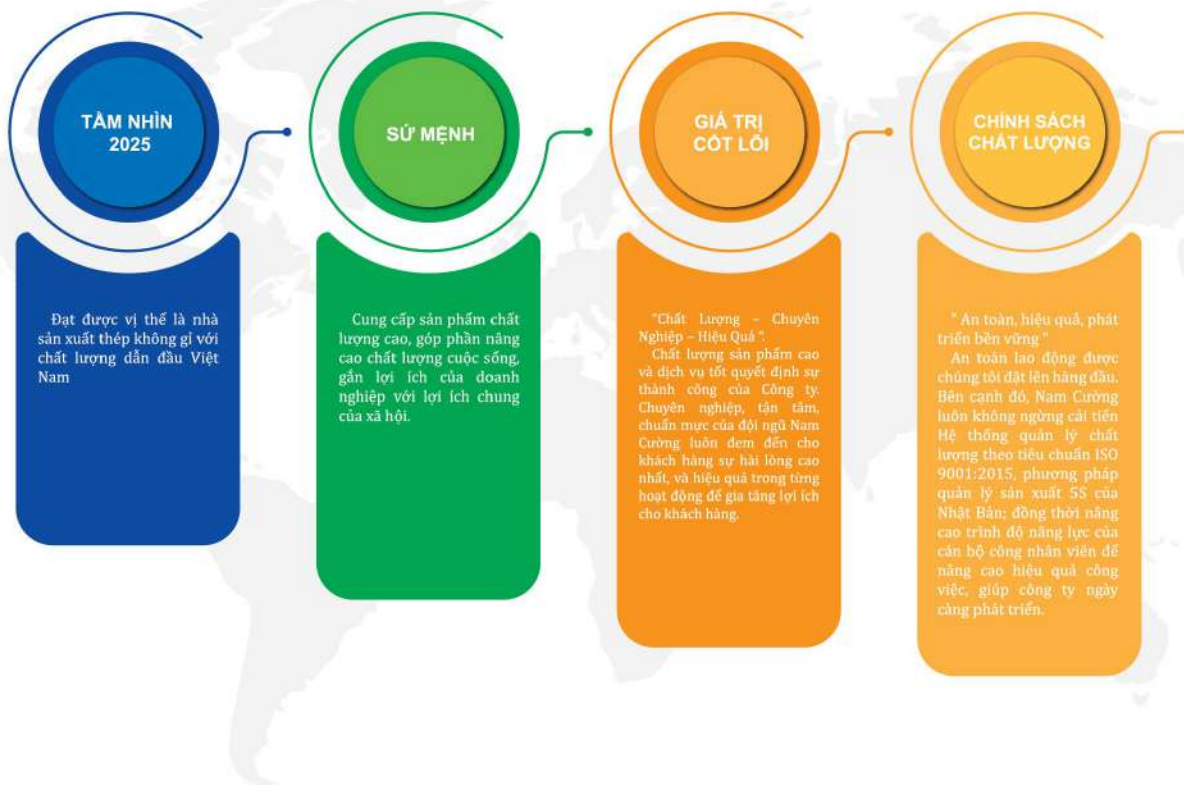 TẦM NHÌN
2025
Đạt được vị thế là nhà
sản xuất thép không gỉ với
chất lượng dẫn đầu Việt
Nam
SỨ MỆNH
Cung cấp sản phẩm chất
lượng cao, góp phần nâng
cao chất lượng cuộc sống,
gắn lợi ích của doanh
nghiệp với lợi ích chung
của xã hội.
GIÁ TRỊ
CỐT LÕI
"Chất Lượng – Chuyên
Nghiệp – Hiệu Quả ".
Chất lượng sản phẩm cao
và dịch vụ tốt quyết định sự
thành công của Công ty.
Chuyên nghiệp, tận tâm,
chuẩn mực của đội ngũ Nam
Cường luôn đem đến cho
khách hàng sự hài lòng cao
nhất, và hiệu quả trong từng
hoạt động để gia tăng lợi ích
cho khách hàng.
CHÍNH SÁCH
CHẤT LƯỢNG
" An toàn, hiệu quả, phát
triển bền vững "
An toàn lao động được
chúng tôi đặt lên hàng đầu.
Bên cạnh đó, Nam Cường
luôn không ngừng cải tiến
Hệ thống quản lý chất
lượng theo tiêu chuẩn ISO
9001:2015, phương pháp
quản lý sản xuất 5S của
Nhật Bản; đồng thời nâng
cao trình độ năng lực của
cán bộ công nhân viên để
nâng cao hiệu quả công
việc, giúp công ty ngày
càng phát triển.